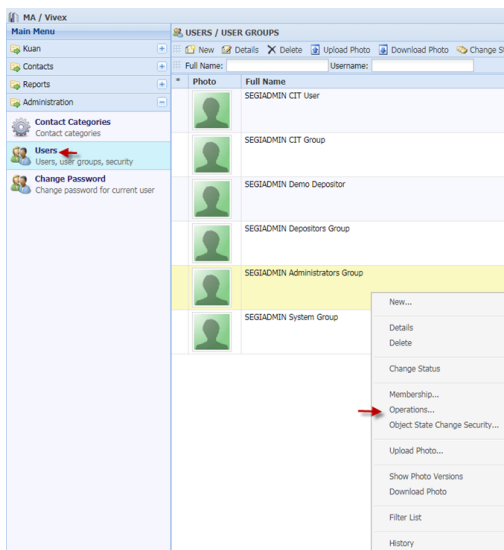 MA / Vivex
Main Menu
Kuan
Contacts
Reports
Administration
Contact Categories
Contact categories
Users
Users, user groups, security
Change Password
Change password for current user
USERS / USER GROUPS
New Details Delete Upload Photo Download Photo Change S
Full Name: Username:
* Photo Full Name
SEGIADMIN CIT User
SEGIADMIN CIT Group
SEGIADMIN Demo Depositor
SEGIADMIN Depositors Group
SEGIADMIN Administrators Group
SEGIADMIN System Group
New...
Details
Delete
Change Status
Membership...
Operations...
Object State Change Security...
Upload Photo...
Show Photo Versions
Download Photo
Filter List
History